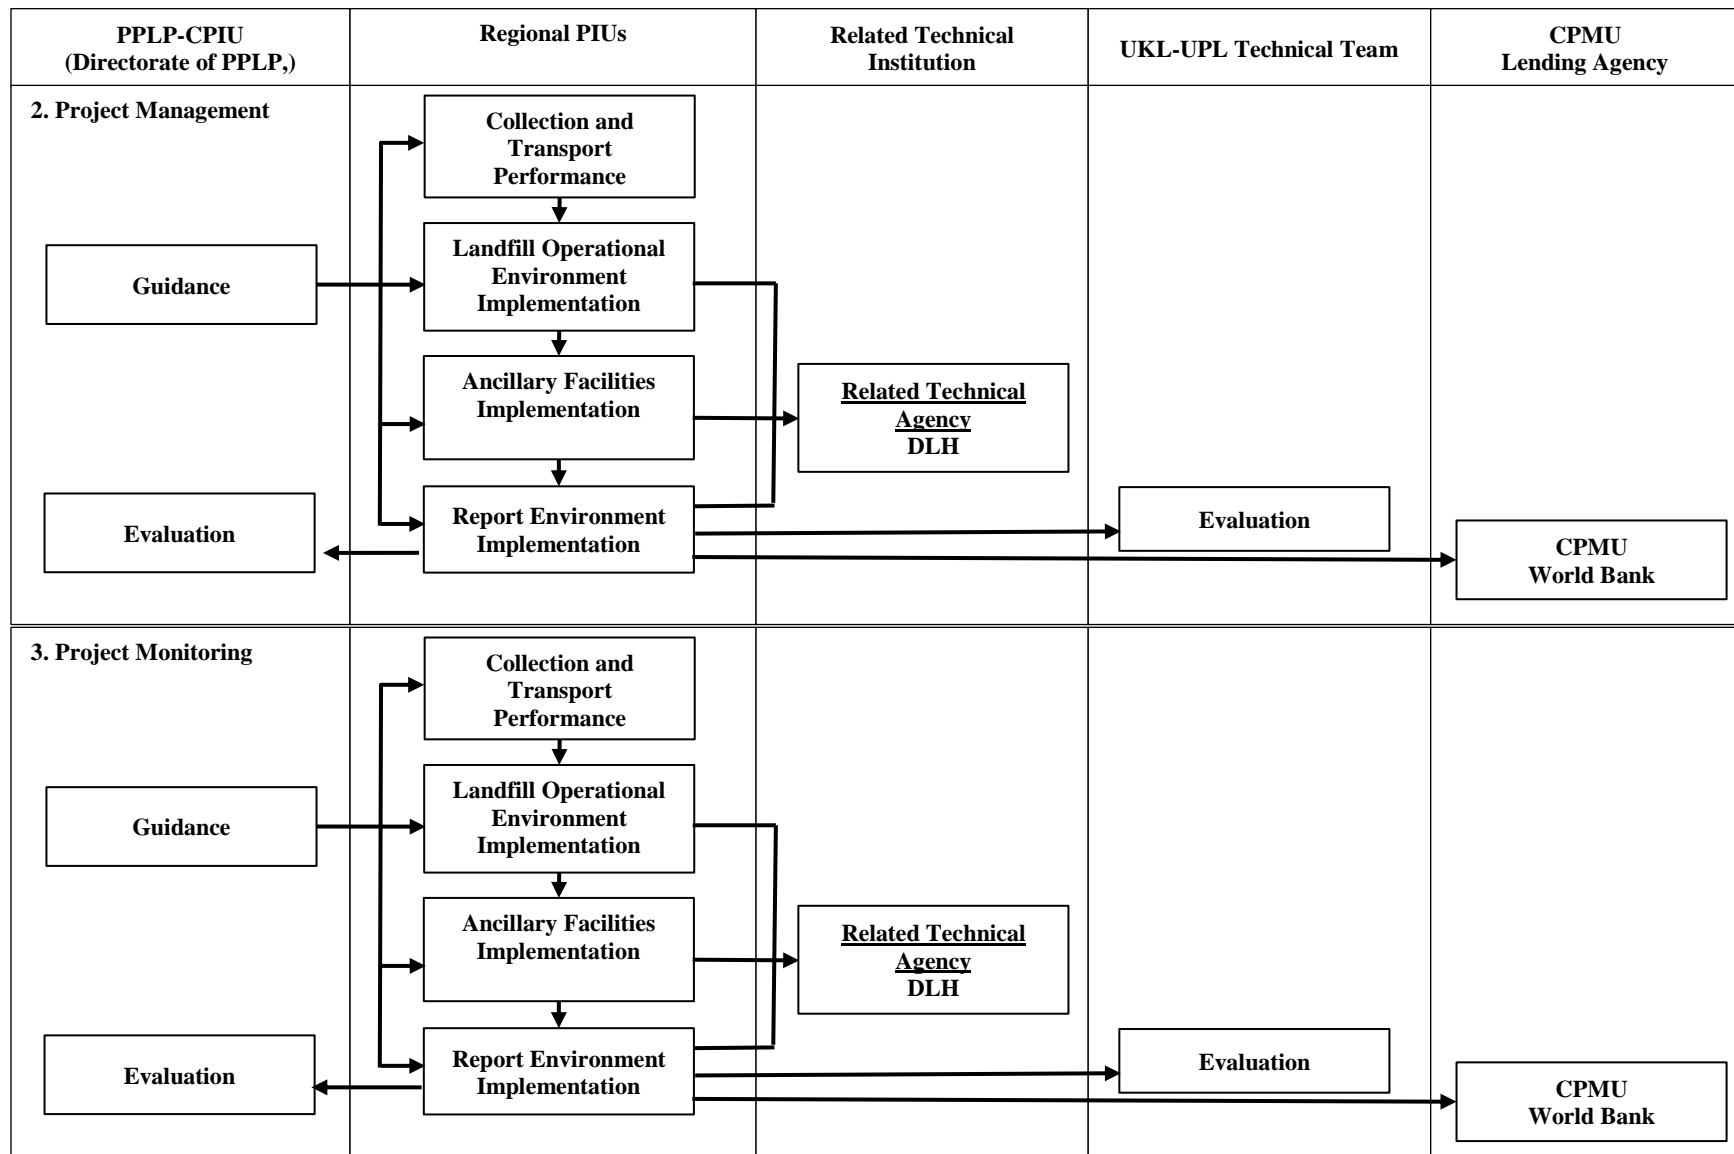 PPLP-CPIU
(Directorate of PPLP,)
Regional PIUs
Related Technical
Institution
UKL-UPL Technical Team
CPMU
Lending Agency
2. Project Management
Collection and
Transport
Performance
Guidance
Landfill Operational
Environment
Implementation
Ancillary Facilities
Implementation
Related Technical
Agency
DLH
Evaluation
Report Environment
Implementation
Evaluation
CPMU
World Bank
3. Project Monitoring
Collection and
Transport
Performance
Guidance
Landfill Operational
Environment
Implementation
Ancillary Facilities
Implementation
Related Technical
Agency
DLH
Evaluation
Report Environment
Implementation
Evaluation
CPMU
World Bank